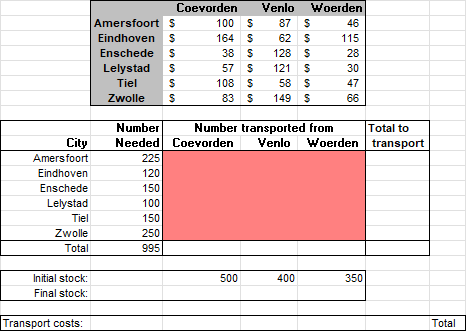 Coevorden Venlo Woerden
Amersfoort $ 100 $ 87 $ 46
Eindhoven $ 164 $ 62 $ 115
Enschede $ 38 $ 128 $ 28
Lelystad $ 57 $ 121 $ 30
Tiel $ 108 $ 58 $ 47
Zwolle $ 83 $ 149 $ 66
Number Number transported from Total to
City Needed Coevorden Venlo Woerden transport
Amersfoort 225
Eindhoven 120
Enschede 150
Lelystad 100
Tiel 150
Zwolle 250
Total 995
Initial stock: 500 400 350
Final stock:
Transport costs: Total